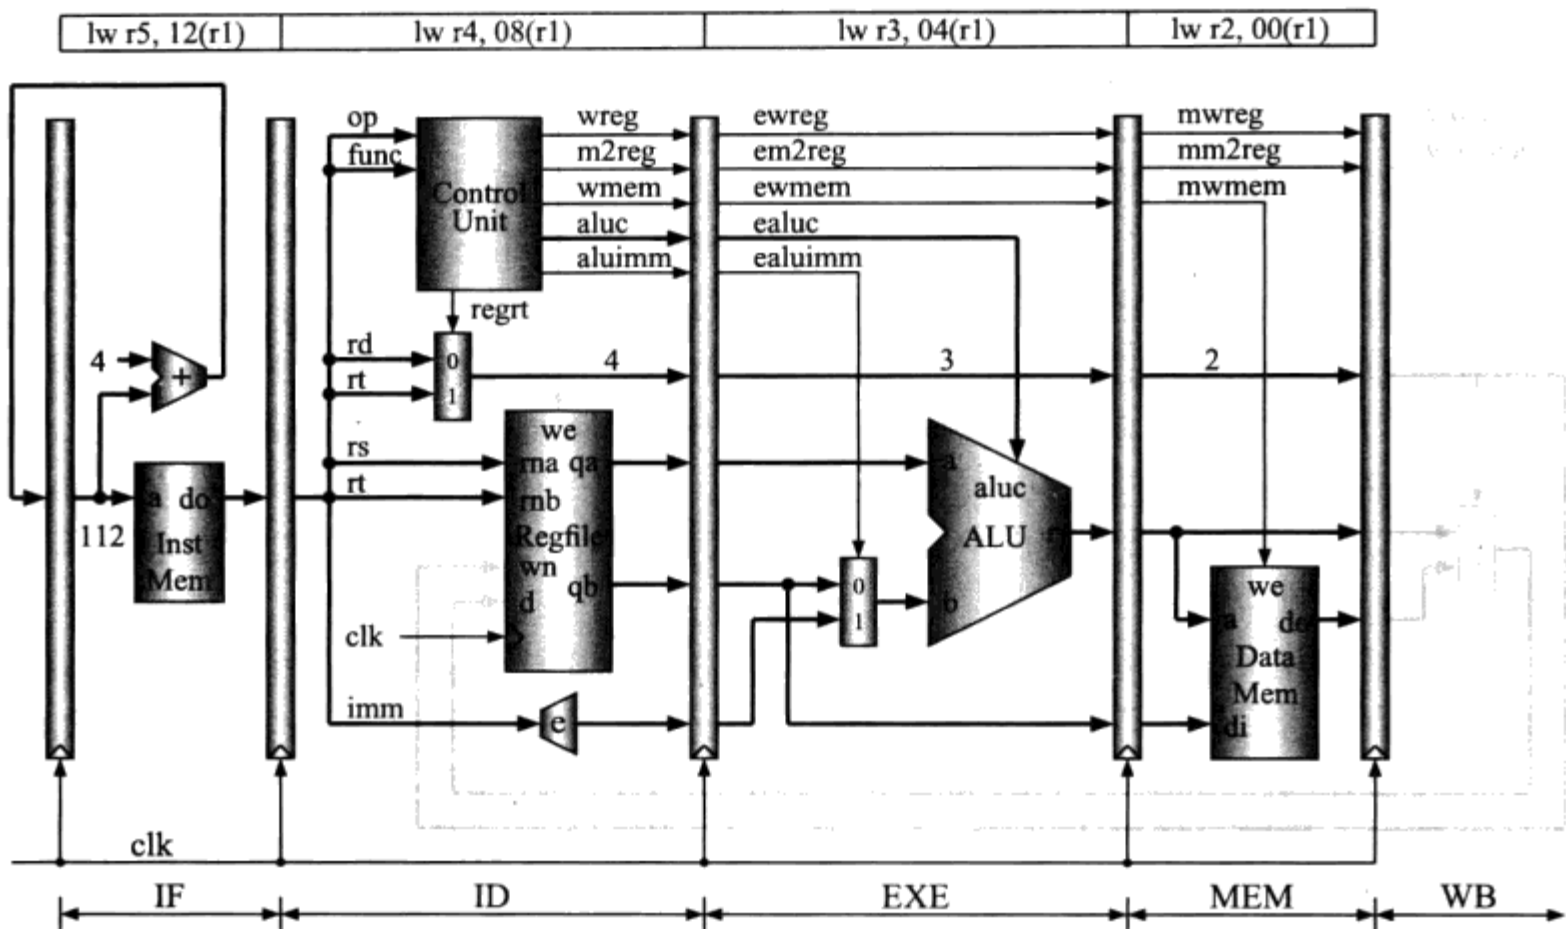 lw r5, 12(r1) lw r4, 08(r1) lw r3, 04(r1) lw r2, 00(r1)
op wreg ewreg mwreg
func m2reg em2reg mm2reg
Control wmem ewmem mwmem
Unit aluc ealuc
aluimm ealuimm
regrt
4 + rd 0 4 3 2
rt 1
we
rs rna qa a
rt rnb aluc
a do
112 Inst Regfile ALU r
Mem wn qb 0 we
d b
clk 1 a do
Data
Mem
imm e di
clk
IF ID EXE MEM WB